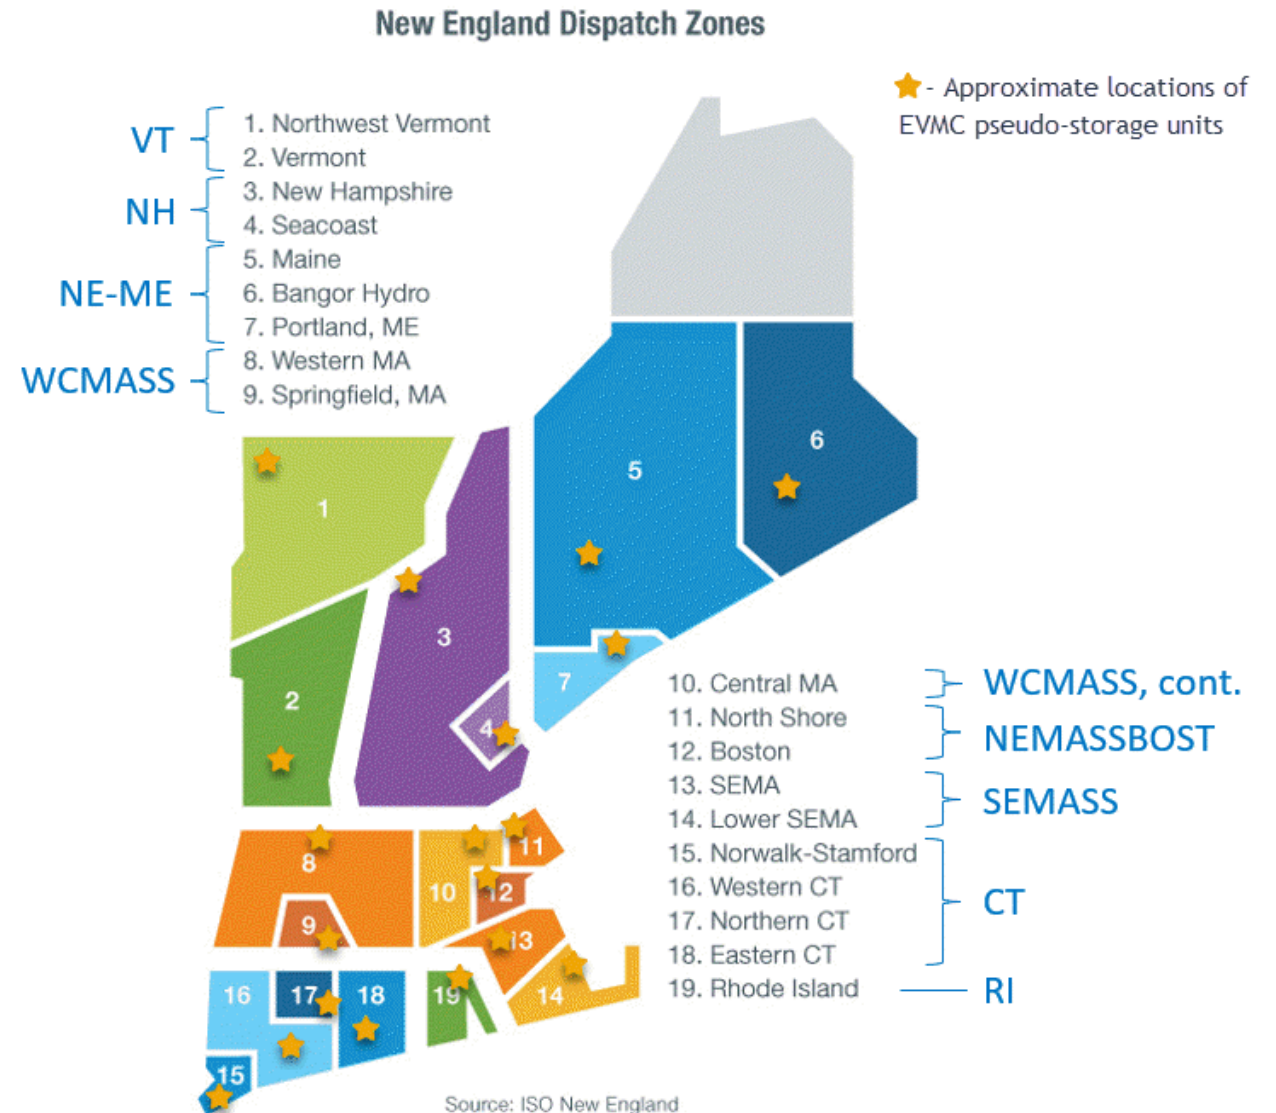 New England Dispatch Zones
- Approximate locations of
EVMC pseudo-storage units
VT
1. Northwest Vermont
2. Vermont
NH
3. New Hampshire
4. Seacoast
NE-ME
5. Maine
6. Bangor Hydro
7. Portland, ME
WCMASS
8. Western MA
9. Springfield, MA
1
2
3
4
5
6
7
10. Central MA
WCMASS, cont.
11. North Shore
12. Boston
NEMASSBOST
13. SEMA
14. Lower SEMA
SEMASS
15. Norwalk-Stamford
16. Western CT
17. Northern CT
18. Eastern CT
CT
19. Rhode Island
RI
8
9
10
11
12
13
14
15
16
17
18
19
Source: ISO New England